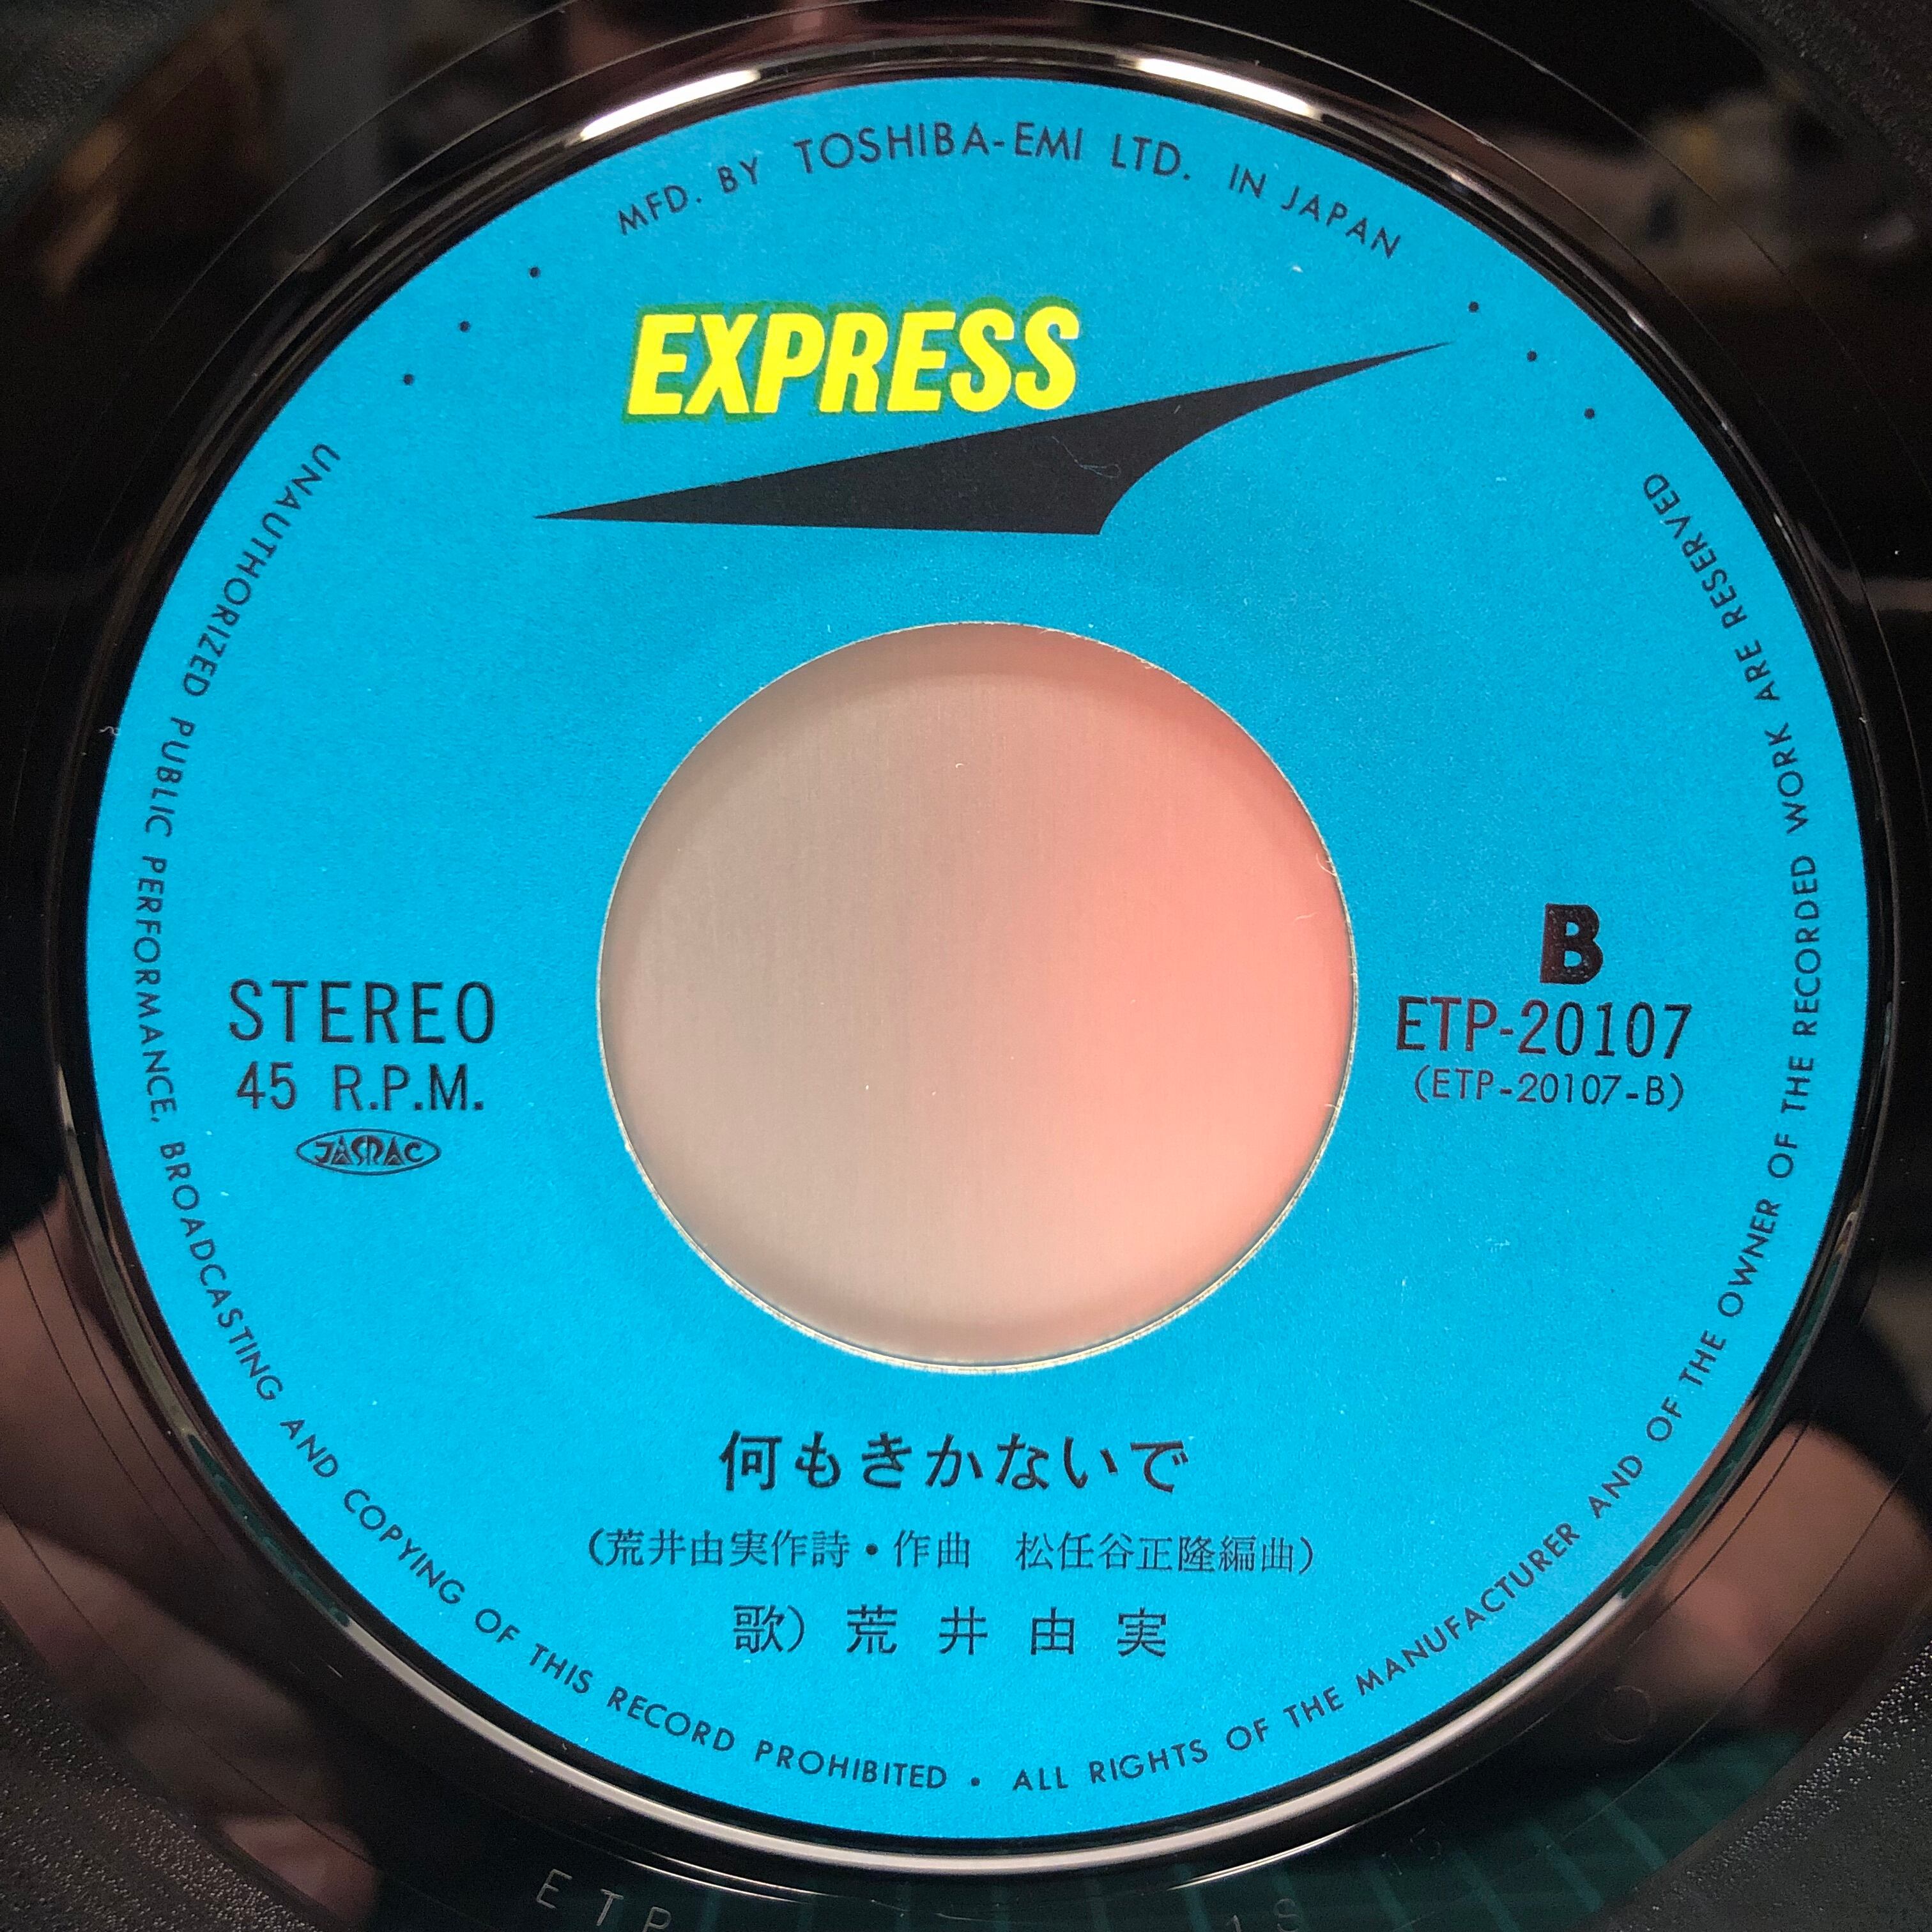 MFD. BY TOSHIBA-EMI LTD. IN JAPAN
EXPRESS
STEREO
45 R.P.M.
JASRAC
B
ETP-20107
(ETP-20107-B)
何もきかないで
(荒井由実作詩・作曲 松任谷正隆編曲)
歌) 荒井由実
UNAUTHORIZED PUBLIC PERFORMANCE, BROADCASTING AND COPYING OF THIS RECORD PROHIBITED • ALL RIGHTS OF THE MANUFACTURER AND OF THE OWNER OF THE RECORDED WORK ARE RESERVED
ETP
1S